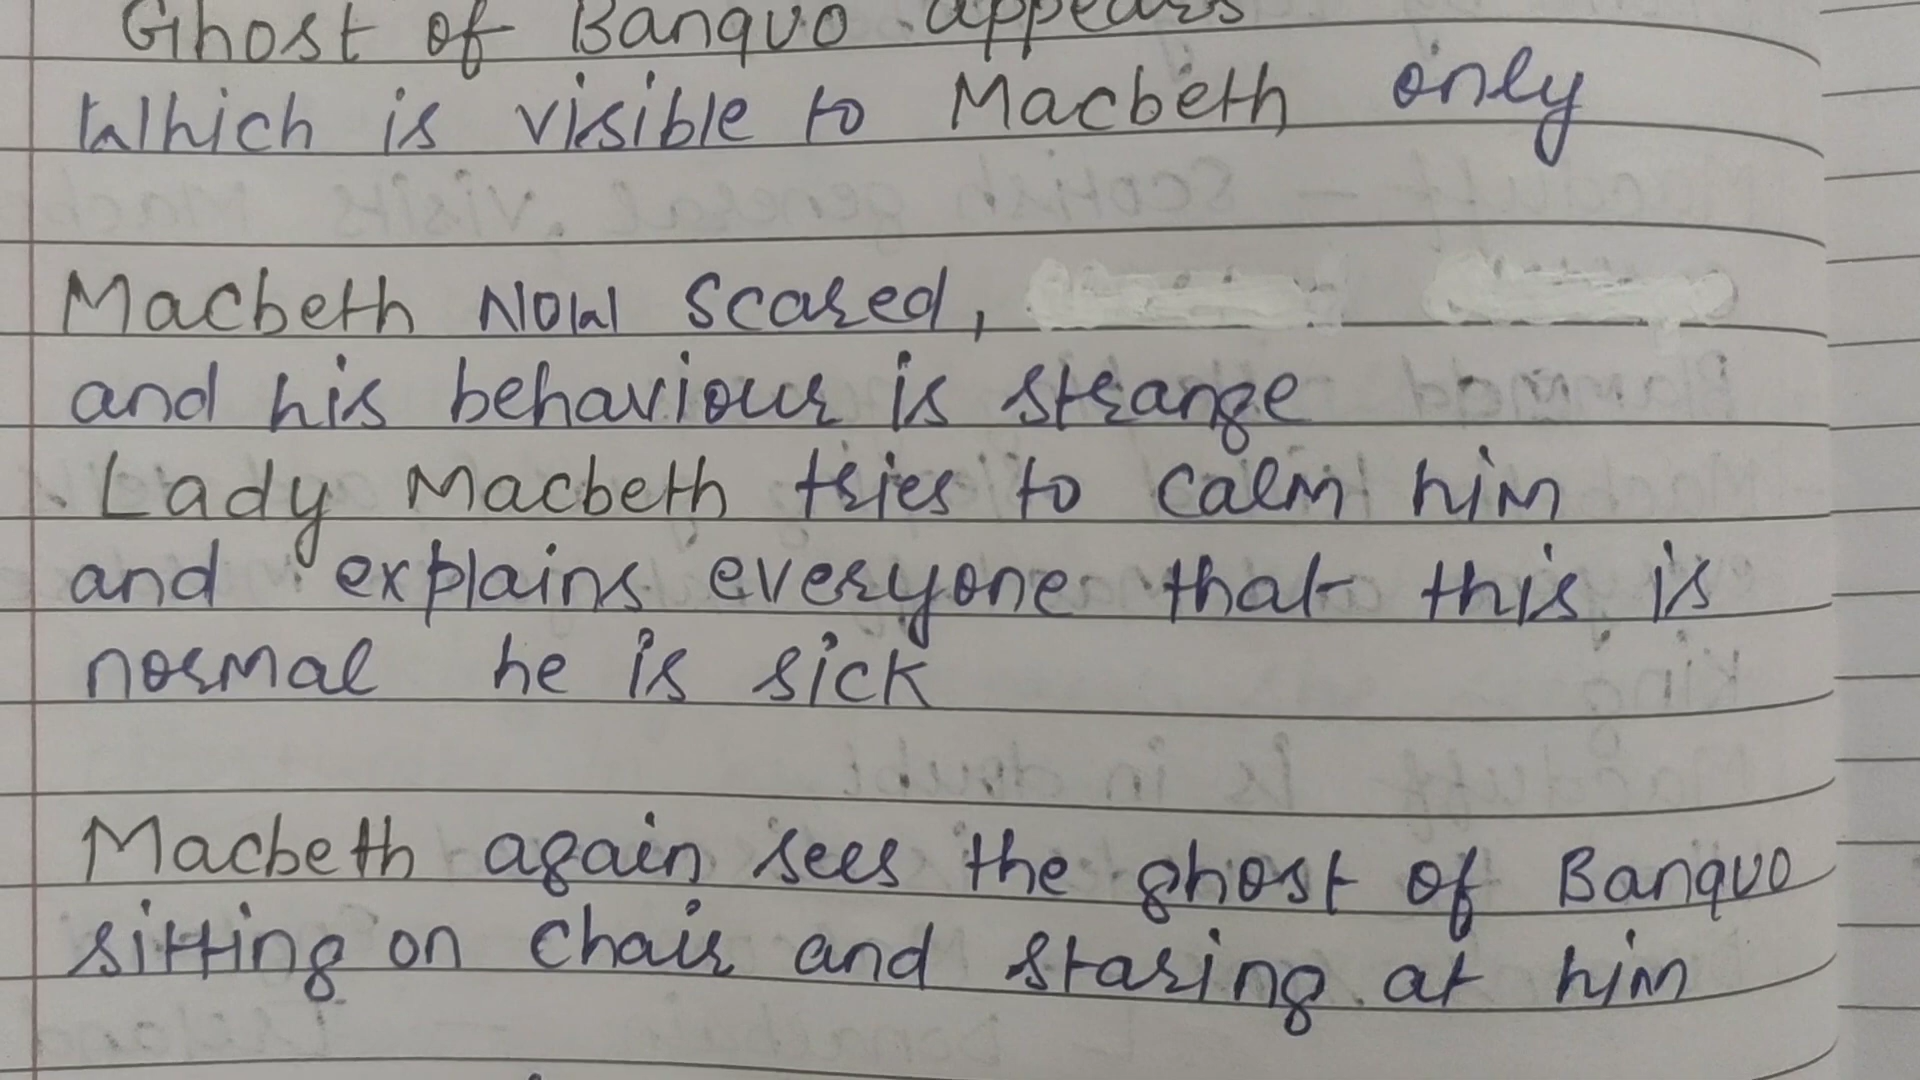 Ghost of Banquo appears
Which is visible to Macbeth only
Macbeth Now Scared,
and his behaviour is strange
Lady Macbeth tries to calm him
and explains everyone that this is
normal he is sick
Macbeth again sees the ghost of Banquo
sitting on Chair and staring at him